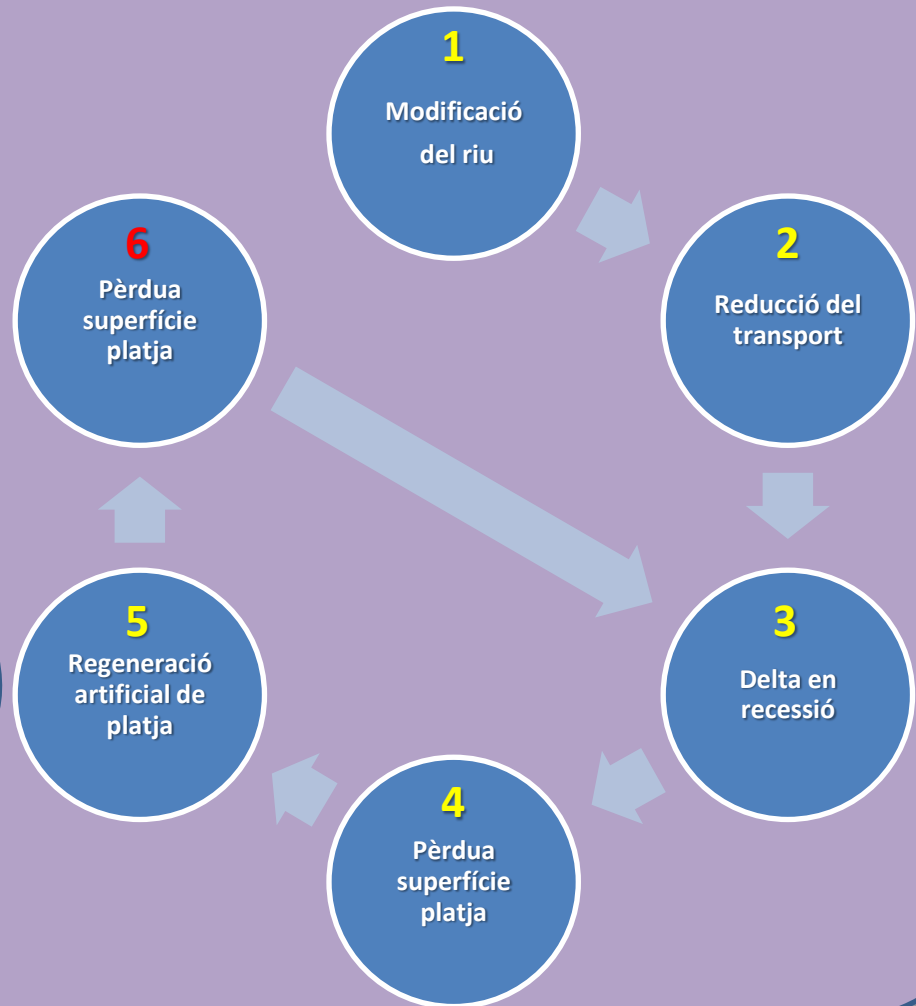 1
Modificació
del riu
2
Reducció del
transport
3
Delta en
recessió
4
Pèrdua
superfície
platja
5
Regeneració
artificial de
platja
6
Pèrdua
superfície
platja